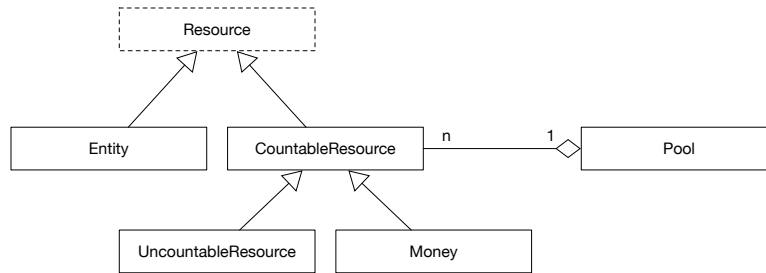 Resource
Entity
CountableResource
n
1
Pool
UncountableResource
Money